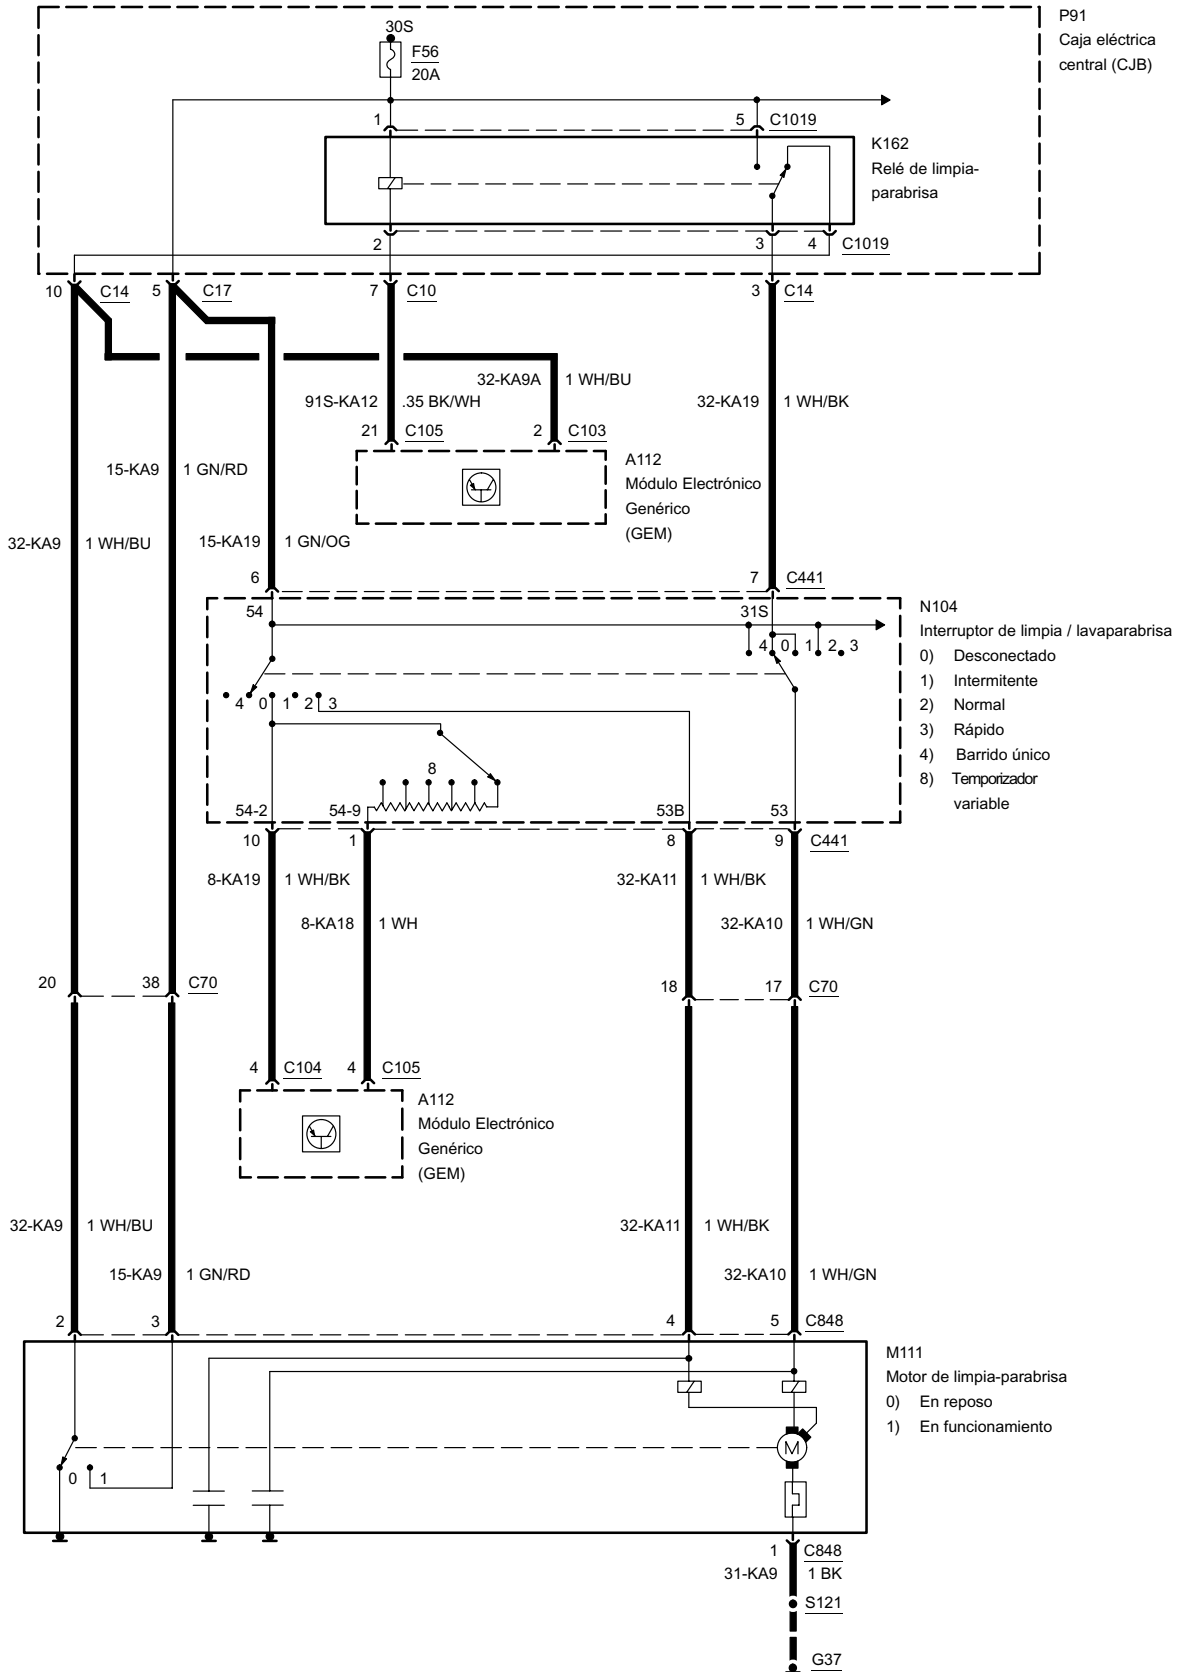 P91
Caja eléctrica
central (CJB)
30S
F56
20A
1
5 C1019
K162
Relé de limpia-
parabrisa
2
3 4 C1019
10 C14
5 C17
7 C10
3 C14
32-KA9A 1 WH/BU
91S-KA12 .35 BK/WH
32-KA19 1 WH/BK
21 C105
2 C103
A112
Módulo Electrónico
Genérico
(GEM)
15-KA9 1 GN/RD
32-KA9 1 WH/BU
15-KA19 1 GN/OG
6
7 C441
N104
Interruptor de limpia / lavaparabrisa
0) Desconectado
1) Intermitente
2) Normal
3) Rápido
4) Barrido único
8) Temporizador
variable
54
31S
4 0 1 2 3
4 0 1 2 3
8
54-2
54-9
53B
53
10
1
8
9 C441
8-KA19 1 WH/BK
32-KA11 1 WH/BK
8-KA18 1 WH
32-KA10 1 WH/GN
20
38 C70
18
17 C70
4 C104
4 C105
A112
Módulo Electrónico
Genérico
(GEM)
32-KA9 1 WH/BU
32-KA11 1 WH/BK
15-KA9 1 GN/RD
32-KA10 1 WH/GN
2
3
4
5 C848
M111
Motor de limpia-parabrisa
0) En reposo
1) En funcionamiento
M
0 1
1 C848
31-KA9 1 BK
S121
G37